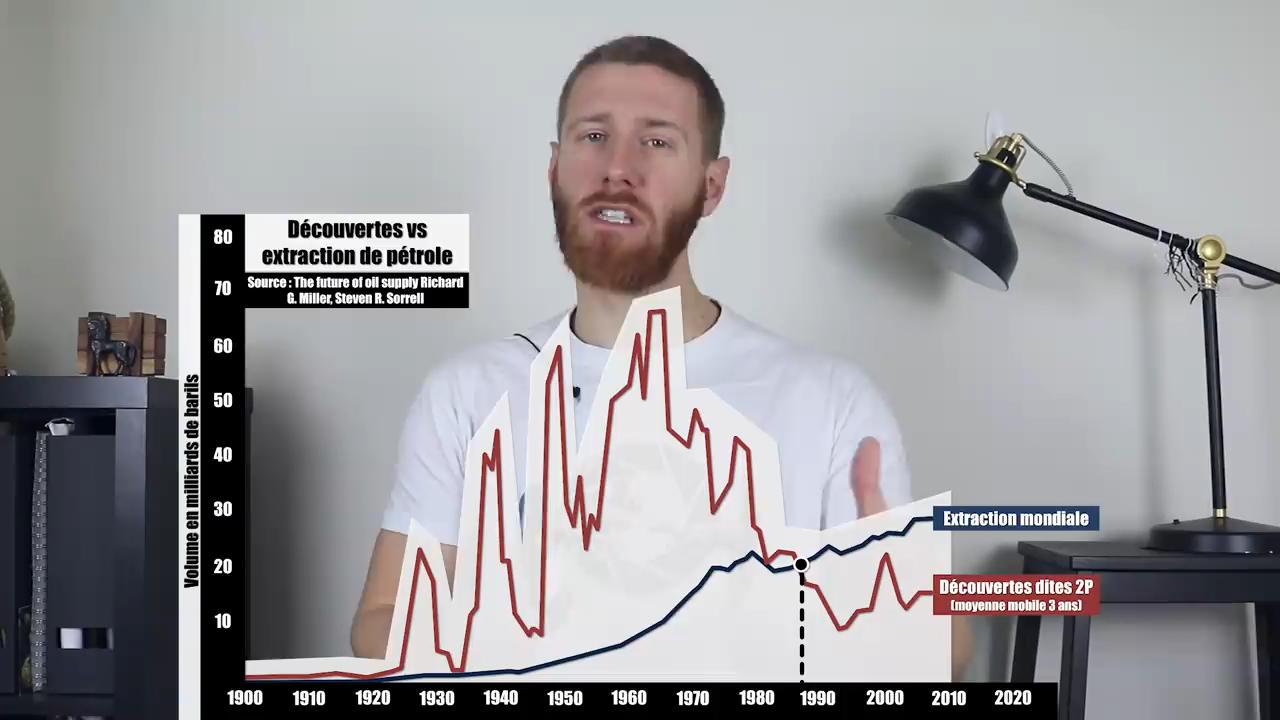 Découvertes vs
extraction de pétrole
Source : The future of oil supply Richard
G. Miller, Steven R. Sorrell
Volume en milliards de barils
80
70
60
50
40
30
20
10
Extraction mondiale
Découvertes dites 2P
(moyenne mobile 3 ans)
1900 1910 1920 1930 1940 1950 1960 1970 1980 1990 2000 2010 2020